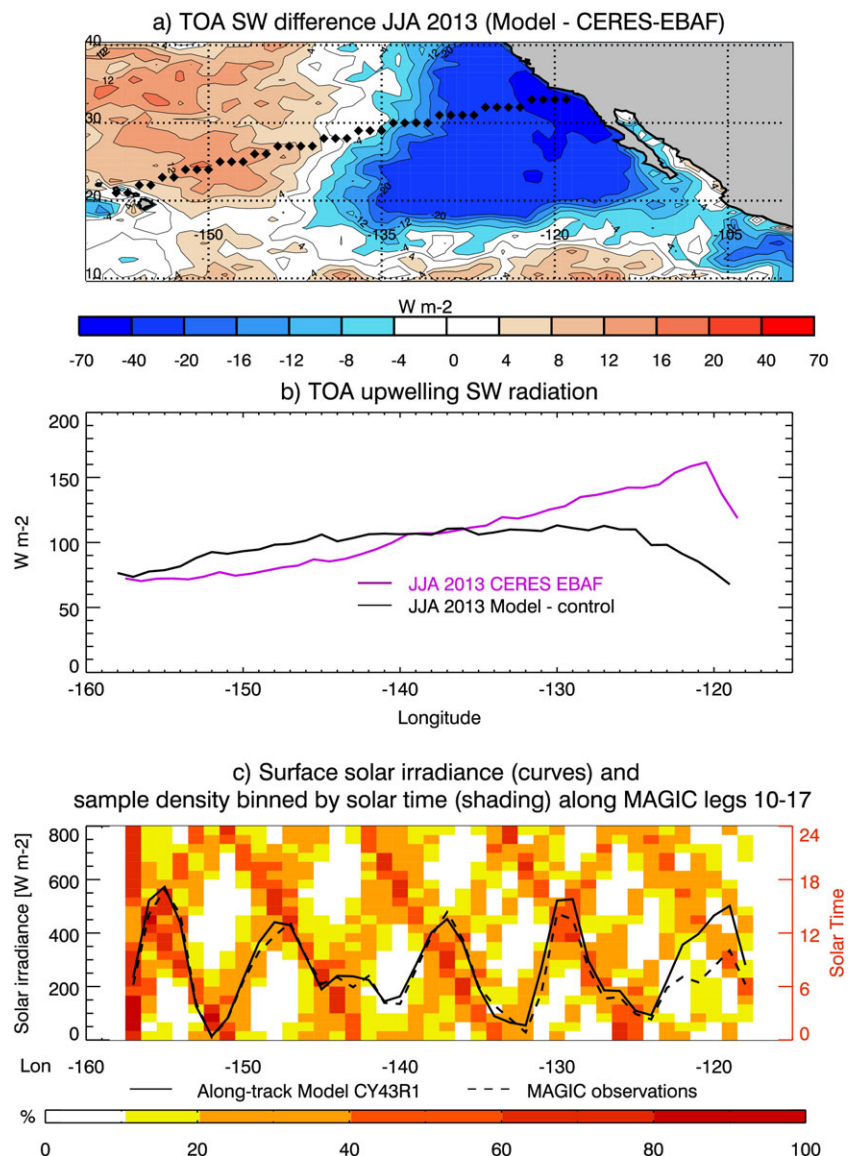 a) TOA SW difference JJA 2013 (Model - CERES-EBAF)
40
30
20
10
-150 -135 -120 -105
W m-2
-70 -40 -20 -16 -12 -8 -4 0 4 8 12 16 20 40 70
b) TOA upwelling SW radiation
200
150
100
50
0
W m-2
JJA 2013 CERES EBAF
JJA 2013 Model - control
-160 -150 -140 -130 -120
Longitude
c) Surface solar irradiance (curves) and
sample density binned by solar time (shading) along MAGIC legs 10-17
800 24
600 18
400 12
200 6
0 0
Solar irradiance [W m-2]
Solar Time
Lon -160 -150 -140 -130 -120
Along-track Model CY43R1 MAGIC observations
%
0 20 40 60 80 100